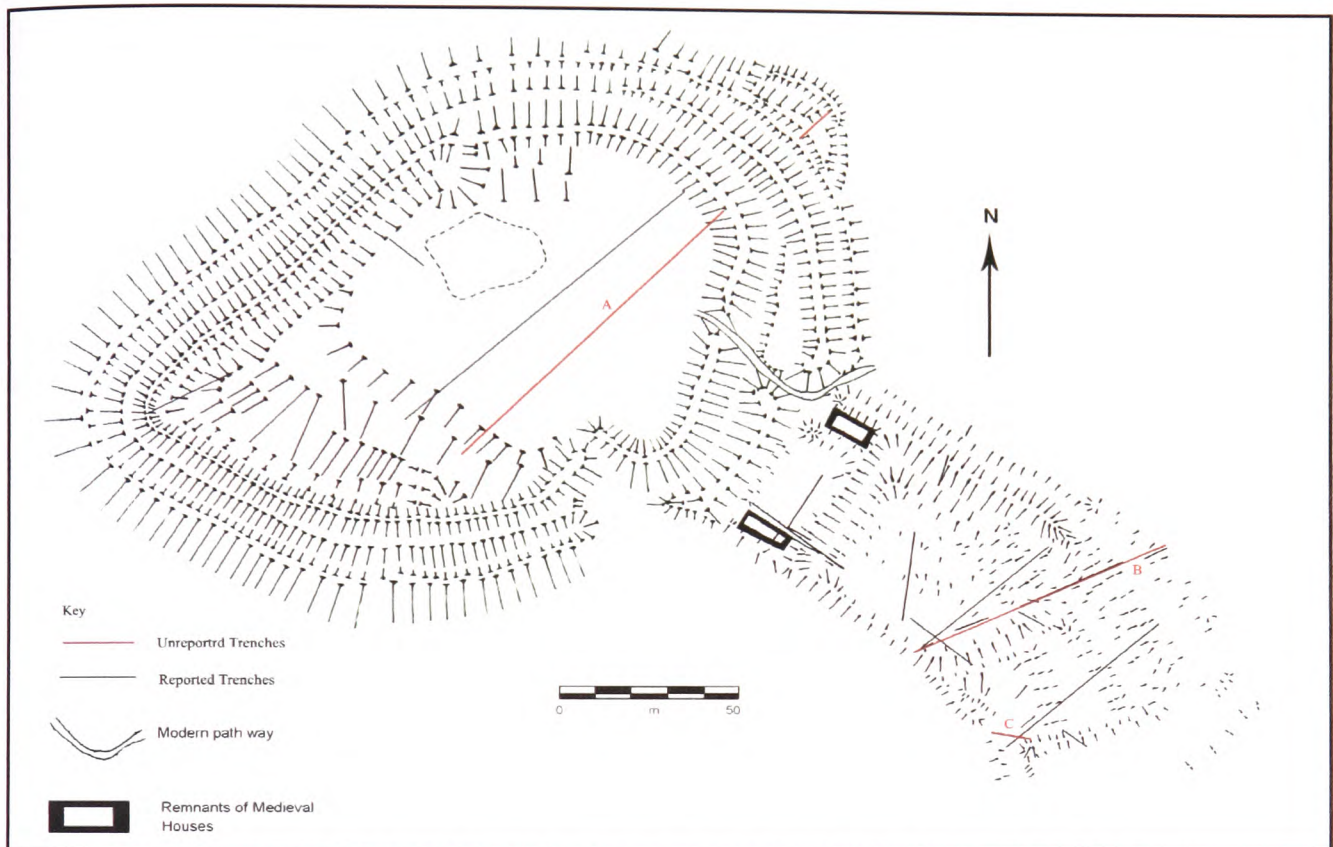 N
A
B
C
Key
Unreportrd Trenches
Reported Trenches
Modern path way
Remnants of Medieval
Houses
0 m 50